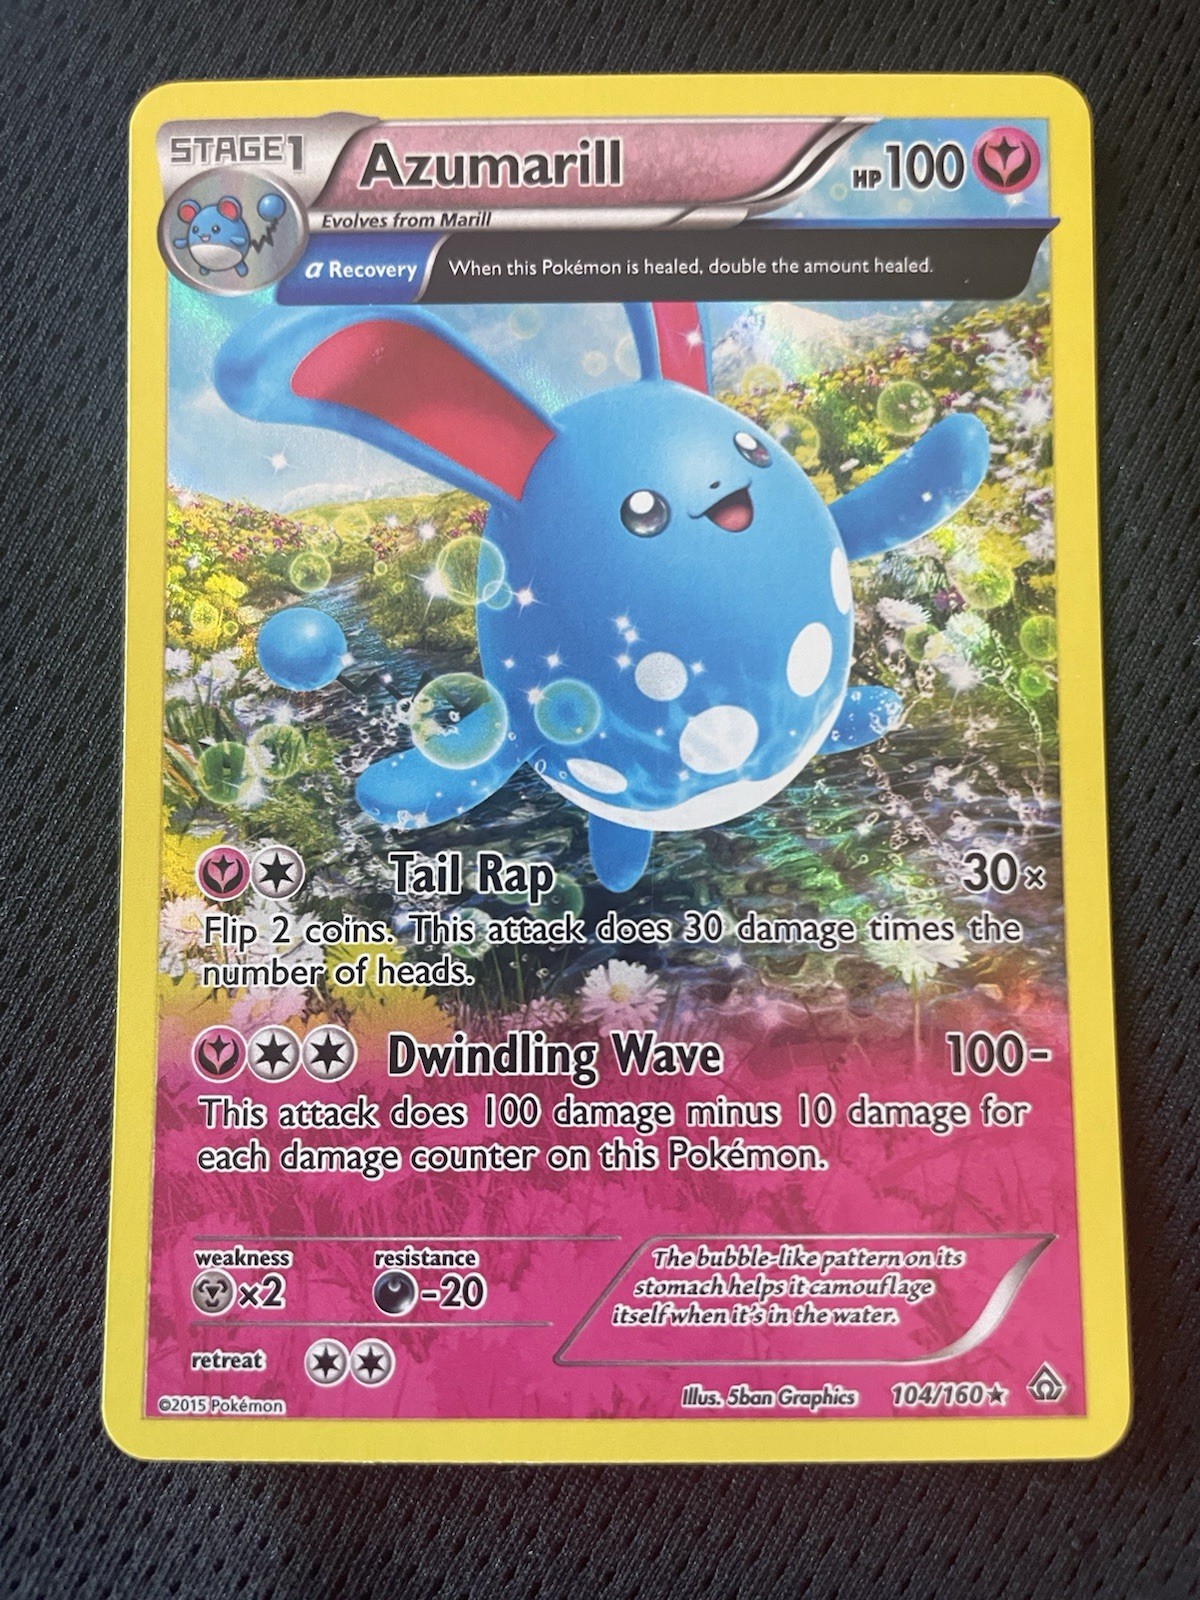 STAGE1
Azumarill
HP100
Evolves from Marill
α Recovery
When this Pokémon is healed, double the amount healed.
Tail Rap
30×
Flip 2 coins. This attack does 30 damage times the
number of heads.
Dwindling Wave
100-
This attack does 100 damage minus 10 damage for
each damage counter on this Pokémon.
weakness
×2
resistance
-20
retreat
The bubble-like pattern on its
stomach helps it camouflage
itself when it's in the water.
©2015 Pokémon
Illus. 5ban Graphics
104/160★